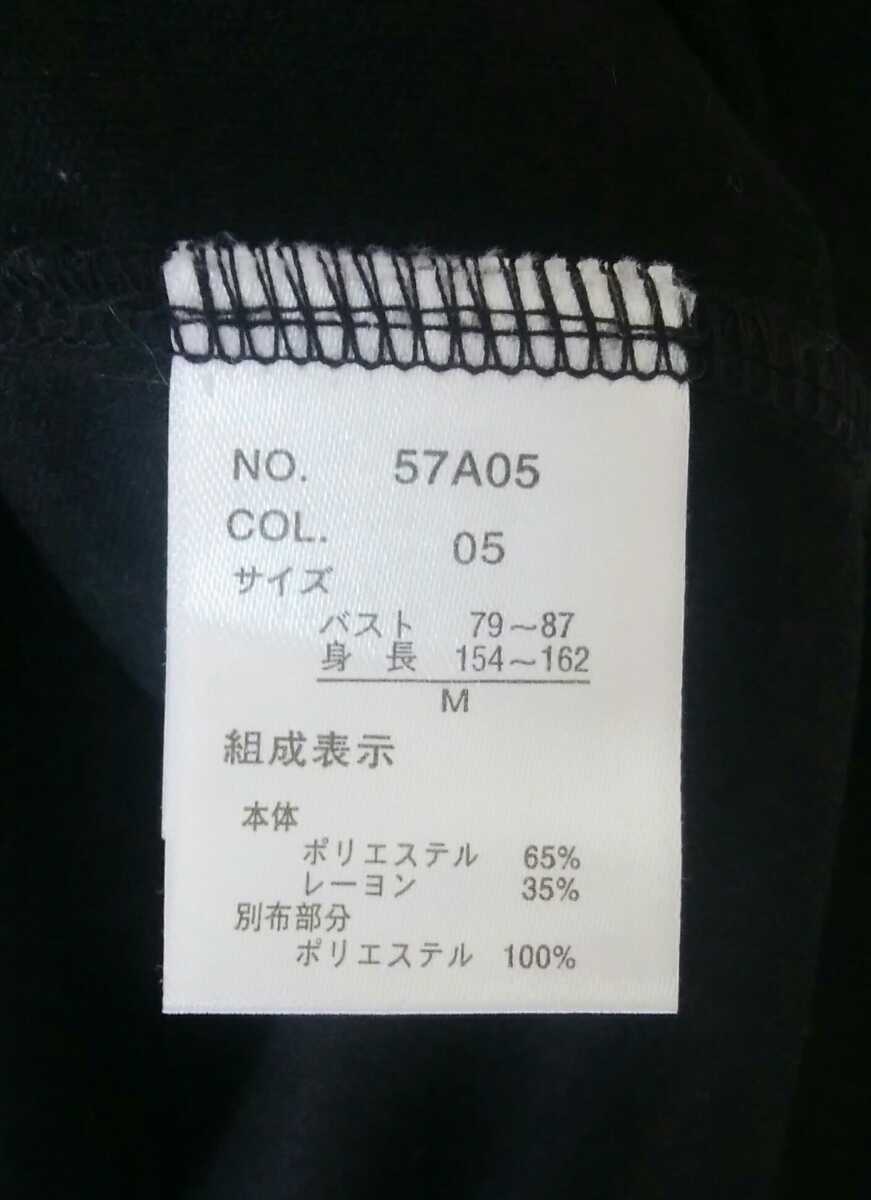 NO. 57A05
COL. 05
サイズ
バスト 79～87
身長 154～162
M
組成表示
本体
ポリエステル 65%
レーヨン 35%
別布部分
ポリエステル 100%